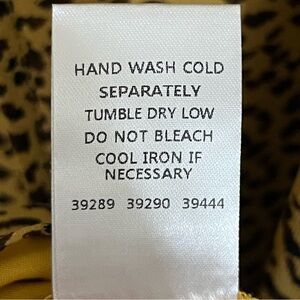 HAND WASH COLD
SEPARATELY
TUMBLE DRY LOW
DO NOT BLEACH
COOL IRON IF
NECESSARY
39289 39290 39444